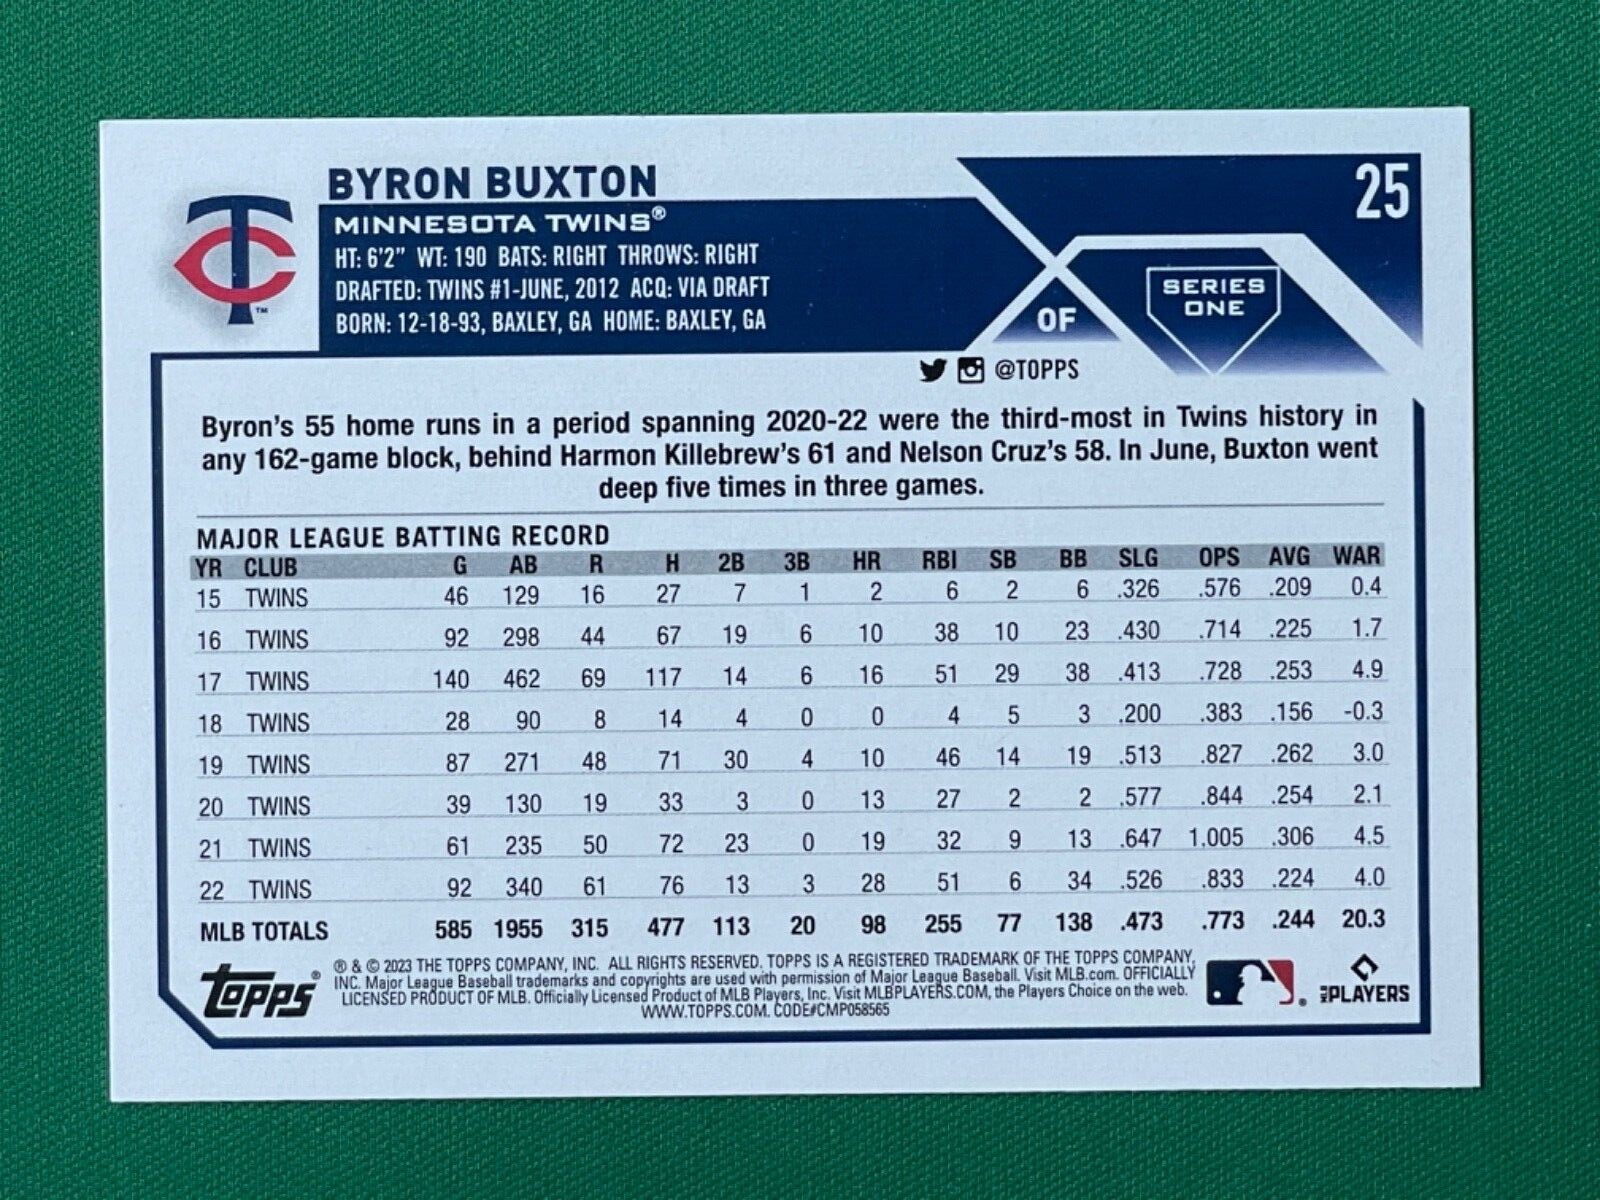 BYRON BUXTON
25
MINNESOTA TWINS®
HT: 6'2" WT: 190 BATS: RIGHT THROWS: RIGHT
DRAFTED: TWINS #1-JUNE, 2012 ACQ: VIA DRAFT
BORN: 12-18-93, BAXLEY, GA HOME: BAXLEY, GA
OF
SERIES
ONE
TC
™
@TOPPS
Byron's 55 home runs in a period spanning 2020-22 were the third-most in Twins history in
any 162-game block, behind Harmon Killebrew's 61 and Nelson Cruz's 58. In June, Buxton went
deep five times in three games.
MAJOR LEAGUE BATTING RECORD
YR CLUB G AB R H 2B 3B HR RBI SB BB SLG OPS AVG WAR
15 TWINS 46 129 16 27 7 1 2 6 2 6 .326 .576 .209 0.4
16 TWINS 92 298 44 67 19 6 10 38 10 23 .430 .714 .225 1.7
17 TWINS 140 462 69 117 14 6 16 51 29 38 .413 .728 .253 4.9
18 TWINS 28 90 8 14 4 0 0 4 5 3 .200 .383 .156 -0.3
19 TWINS 87 271 48 71 30 4 10 46 14 19 .513 .827 .262 3.0
20 TWINS 39 130 19 33 3 0 13 27 2 2 .577 .844 .254 2.1
21 TWINS 61 235 50 72 23 0 19 32 9 13 .647 1.005 .306 4.5
22 TWINS 92 340 61 76 13 3 28 51 6 34 .526 .833 .224 4.0
MLB TOTALS 585 1955 315 477 113 20 98 255 77 138 .473 .773 .244 20.3
topps®
® & © 2023 THE TOPPS COMPANY, INC. ALL RIGHTS RESERVED. TOPPS IS A REGISTERED TRADEMARK OF THE TOPPS COMPANY,
INC. Major League Baseball trademarks and copyrights are used with permission of Major League Baseball. Visit MLB.com. OFFICIALLY
LICENSED PRODUCT OF MLB. Officially Licensed Product of MLB Players, Inc. Visit MLBPLAYERS.COM, the Players Choice on the web.
WWW.TOPPS.COM. CODE#CMP058565
®
MLB PLAYERS